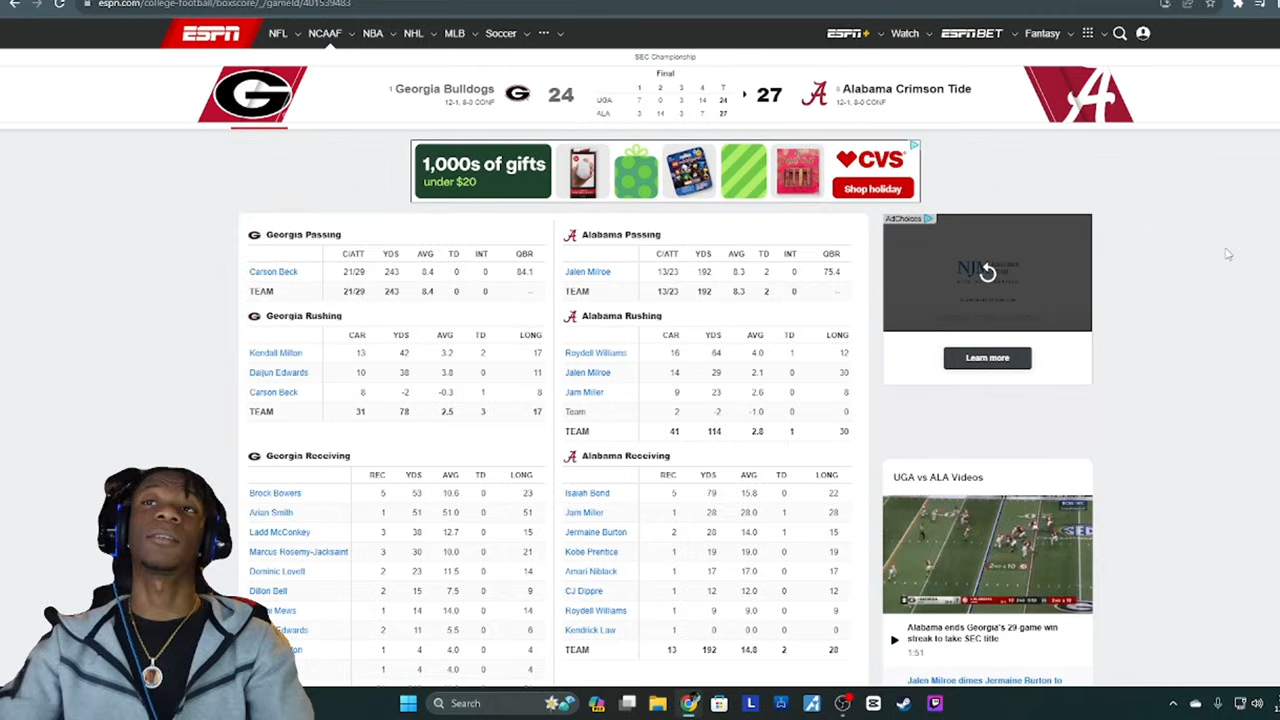 espn.com/college-football/boxscore/_/gameId/401539483
ESPN NFL NCAAF NBA NHL MLB Soccer ... ESPN+ Watch ESPN BET Fantasy
SEC Championship
1 Georgia Bulldogs
12-1, 8-0 CONF
24
Final
1 2 3 4 T
UGA 7 0 3 14 24
ALA 3 14 3 7 27
27
8 Alabama Crimson Tide
12-1, 8-0 CONF
1,000s of gifts
under $20
CVS
Shop holiday
AdChoices
NJM
Learn more
Georgia Passing
C/ATT YDS AVG TD INT QBR
Carson Beck 21/29 243 8.4 0 0 84.1
TEAM 21/29 243 8.4 0 0 --
Alabama Passing
C/ATT YDS AVG TD INT QBR
Jalen Milroe 13/23 192 8.3 2 0 75.4
TEAM 13/23 192 8.3 2 0 --
Georgia Rushing
CAR YDS AVG TD LONG
Kendall Milton 13 42 3.2 2 17
Daijun Edwards 10 38 3.8 0 11
Carson Beck 8 -2 -0.3 1 8
TEAM 31 78 2.5 3 17
Alabama Rushing
CAR YDS AVG TD LONG
Roydell Williams 16 64 4.0 1 12
Jalen Milroe 14 29 2.1 0 30
Jam Miller 9 23 2.6 0 8
Team 2 -2 -1.0 0 0
TEAM 41 114 2.8 1 30
Georgia Receiving
REC YDS AVG TD LONG
Brock Bowers 5 53 10.6 0 23
Arian Smith 51 51.0 0 51
Ladd McConkey 38 12.7 0 15
Marcus Rosemy-Jacksaint 3 30 10.0 0 21
Dominic Lovett 2 23 11.5 0 14
Dillon Bell 2 15 7.5 0 9
Mews 1 14 14.0 0 14
Edwards 2 11 5.5 0 6
1 4 4.0 0 4
1 4 4.0 0 4
Alabama Receiving
REC YDS AVG TD LONG
Isaiah Bond 5 79 15.8 0 22
Jam Miller 1 28 28.0 1 28
Jermaine Burton 2 28 14.0 1 15
Kobe Prentice 1 19 19.0 0 19
Amari Niblack 1 17 17.0 0 17
CJ Dippre 1 12 12.0 0 12
Roydell Williams 1 9 9.0 0 9
Kendrick Law 1 0 0.0 0 0
TEAM 13 192 14.8 2 28
UGA vs ALA Videos
Alabama ends Georgia's 29 game win
streak to take SEC title
1:51
Jalen Milroe dimes Jermaine Burton to
Search